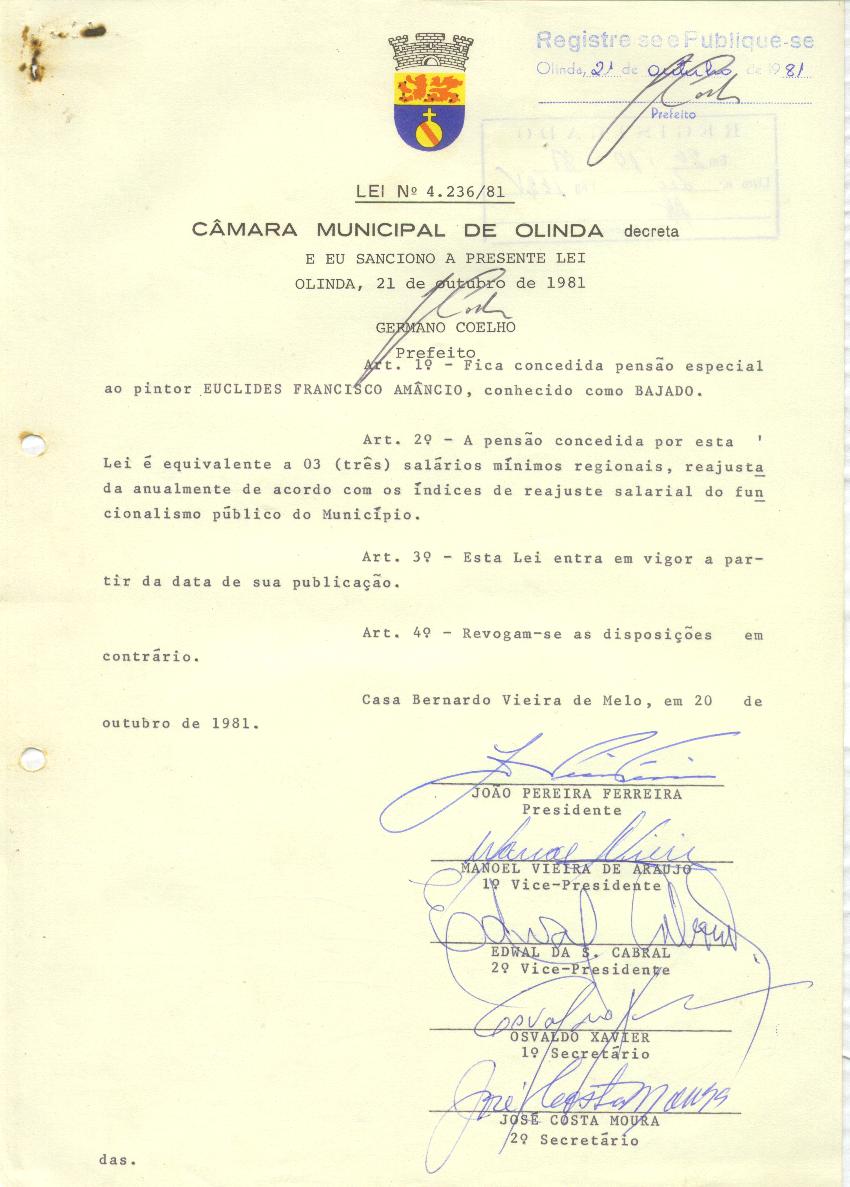 Registre se e Publique-se
Olinda, 21 de outubro de 1981
Prefeito
LEI Nº 4.236/81
CÂMARA MUNICIPAL DE OLINDA decreta
E EU SANCIONO A PRESENTE LEI
OLINDA, 21 de outubro de 1981
GERMANO COELHO
Prefeito
Art. 1º - Fica concedida pensão especial
ao pintor EUCLIDES FRANCISCO AMÂNCIO, conhecido como BAJADO.
Art. 2º - A pensão concedida por esta '
Lei é equivalente a 03 (três) salários mínimos regionais, reajusta
da anualmente de acordo com os índices de reajuste salarial do fun
cionalismo público do Município.
Art. 3º - Esta Lei entra em vigor a par-
tir da data de sua publicação.
Art. 4º - Revogam-se as disposições em
contrário.
Casa Bernardo Vieira de Melo, em 20 de
outubro de 1981.
JOÃO PEREIRA FERREIRA
Presidente
MANOEL VIEIRA DE ARAUJO
1º Vice-Presidente
EDWAL DA S. CABRAL
2º Vice-Presidente
OSVALDO XAVIER
1º Secretário
JOSÉ COSTA MOURA
2º Secretário
das.